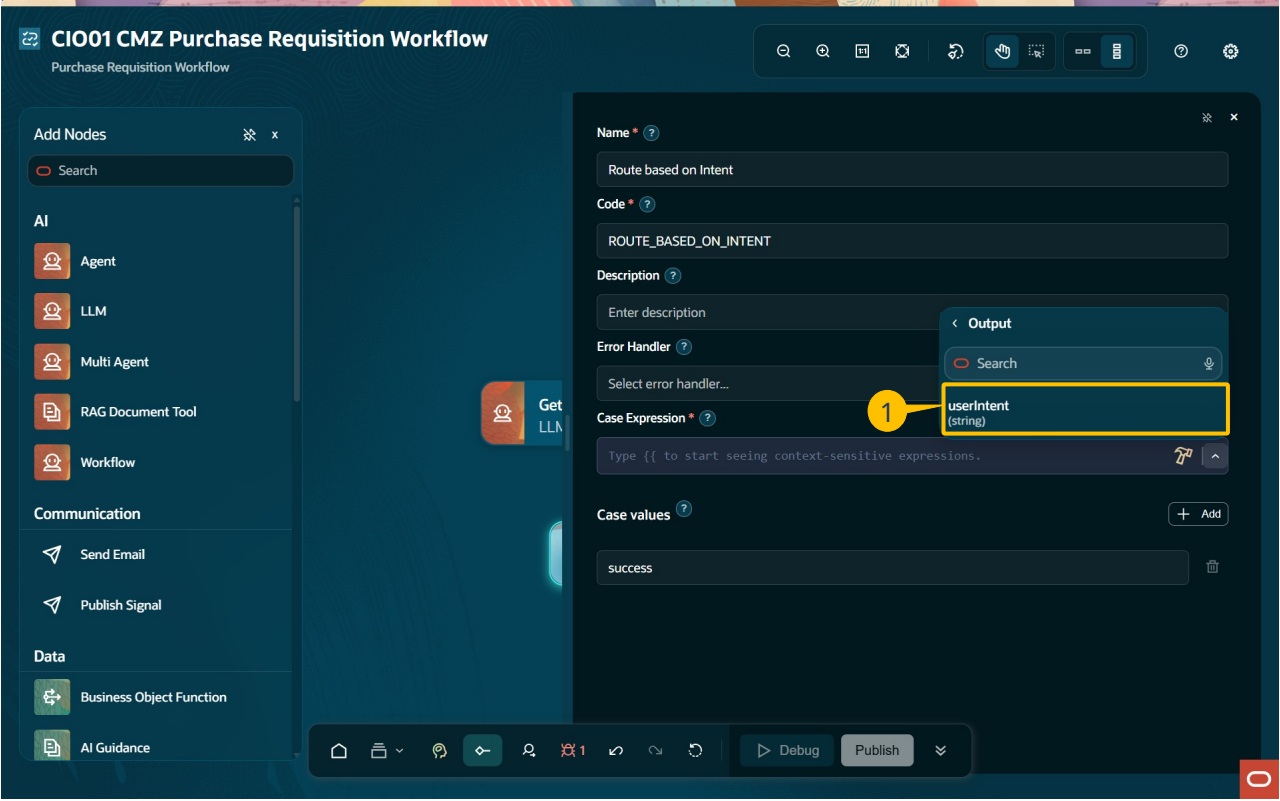 CIO01 CMZ Purchase Requisition Workflow
Purchase Requisition Workflow
1:1
Add Nodes
x
Search
AI
Agent
LLM
Multi Agent
RAG Document Tool
Workflow
Communication
Send Email
Publish Signal
Data
Business Object Function
AI Guidance
Get
LLM
Name * ?
Route based on Intent
Code * ?
ROUTE_BASED_ON_INTENT
Description ?
Enter description
Error Handler ?
Select error handler...
Case Expression * ?
Type {{ to start seeing context-sensitive expressions.
Output
Search
1
userIntent
(string)
Case values ?
+ Add
success
1
Debug
Publish